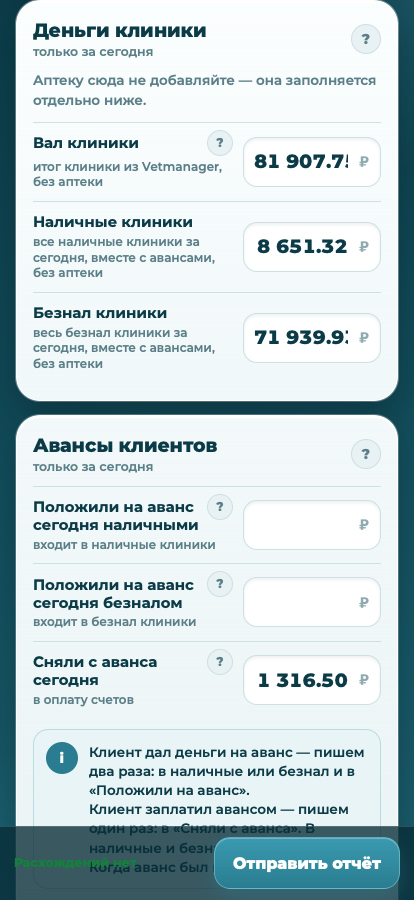 Деньги клиники
?
только за сегодня
Аптеку сюда не добавляйте — она заполняется
отдельно ниже.
Вал клиники
?
итог клиники из Vetmanager,
без аптеки
81 907.7 ₽
Наличные клиники
все наличные клиники за
сегодня, вместе с авансами,
без аптеки
8 651.32 ₽
Безнал клиники
весь безнал клиники за
сегодня, вместе с авансами,
без аптеки
71 939.9 ₽
Авансы клиентов
?
только за сегодня
Положили на аванс
сегодня наличными
?
входит в наличные клиники
₽
Положили на аванс
сегодня безналом
?
входит в безнал клиники
₽
Сняли с аванса
сегодня
?
в оплату счетов
1 316.50 ₽
i
Клиент дал деньги на аванс — пишем
два раза: в наличные или безнал и в
«Положили на аванс».
Клиент заплатил авансом — пишем
один раз: в «Сняли с аванса». В
наличные и безн
когда аванс был
Расхождений нет
Отправить отчёт